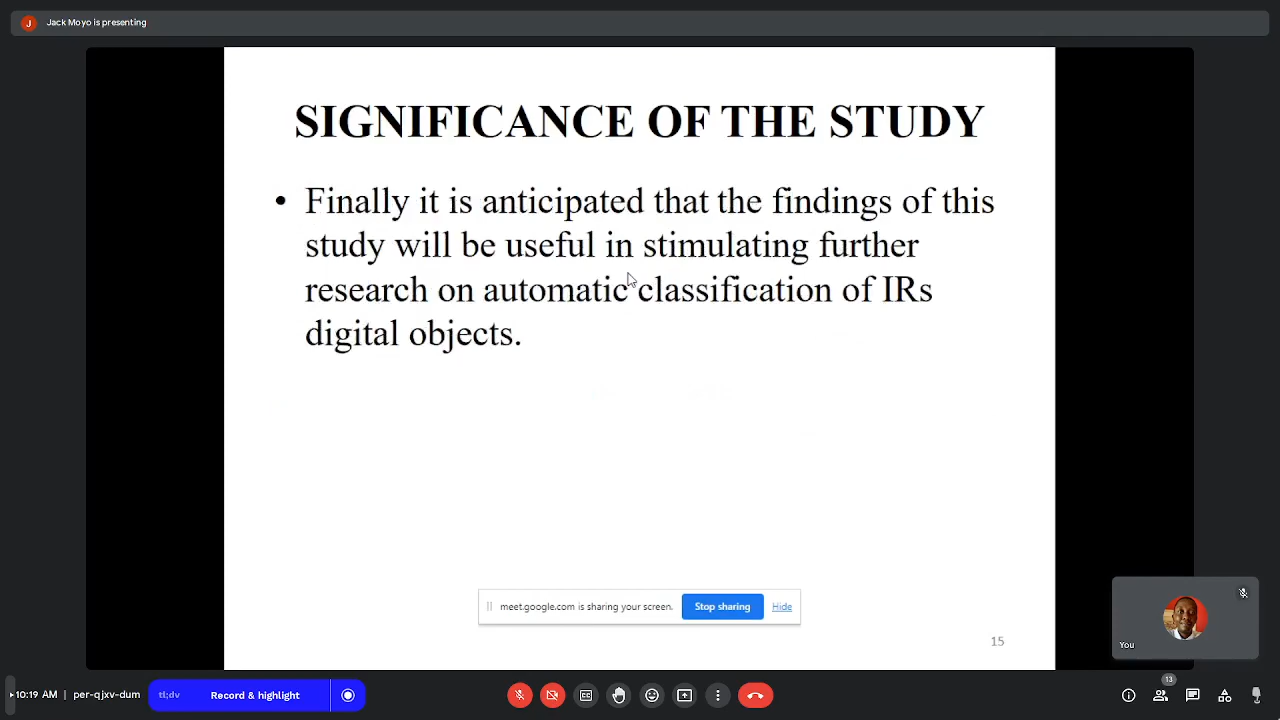 J
Jack Moyo is presenting
SIGNIFICANCE OF THE STUDY
• Finally it is anticipated that the findings of this
study will be useful in stimulating further
research on automatic classification of IRs
digital objects.
meet.google.com is sharing your screen. Stop sharing Hide
15
You
13
10:19 AM | per-qjxv-dum
tl;dv Record & highlight